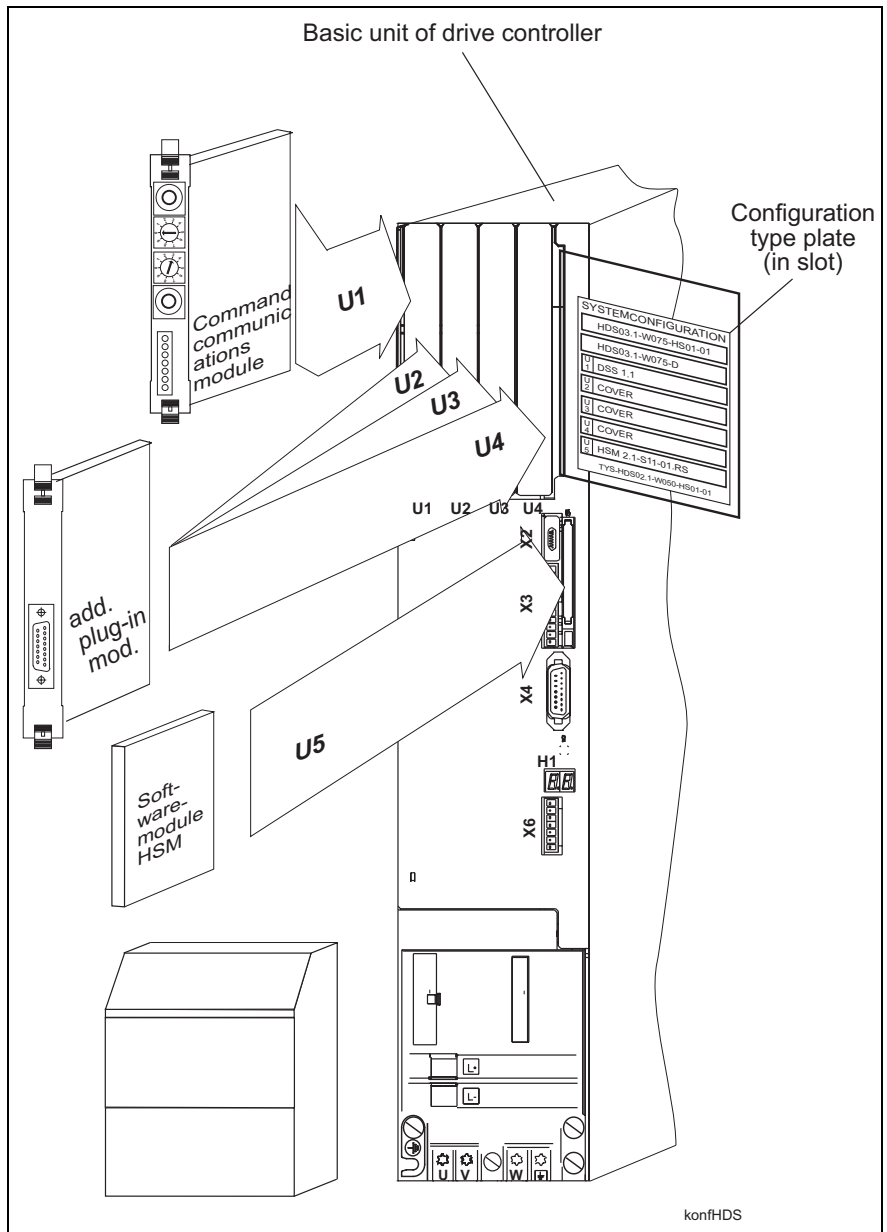 Basic unit of drive controller
Configuration
type plate
(in slot)
Command
communic
ations
module
U1
U2
U3
U4
SYSTEMCONFIGURATION
HDS03.1-W075-HS01-01
HDS03.1-W075-D
U1 DSS 1.1
U2 COVER
U3 COVER
U4 COVER
U5 HSM 2.1-S11-01.RS
TYS-HDS02.1-W050-HS01-01
U1 U2 U3 U4
X2
X3
add.
plug-in
mod.
X4
U5
H1
X6
Soft-
ware-
module
HSM
L+
L-
U V W
konfHDS